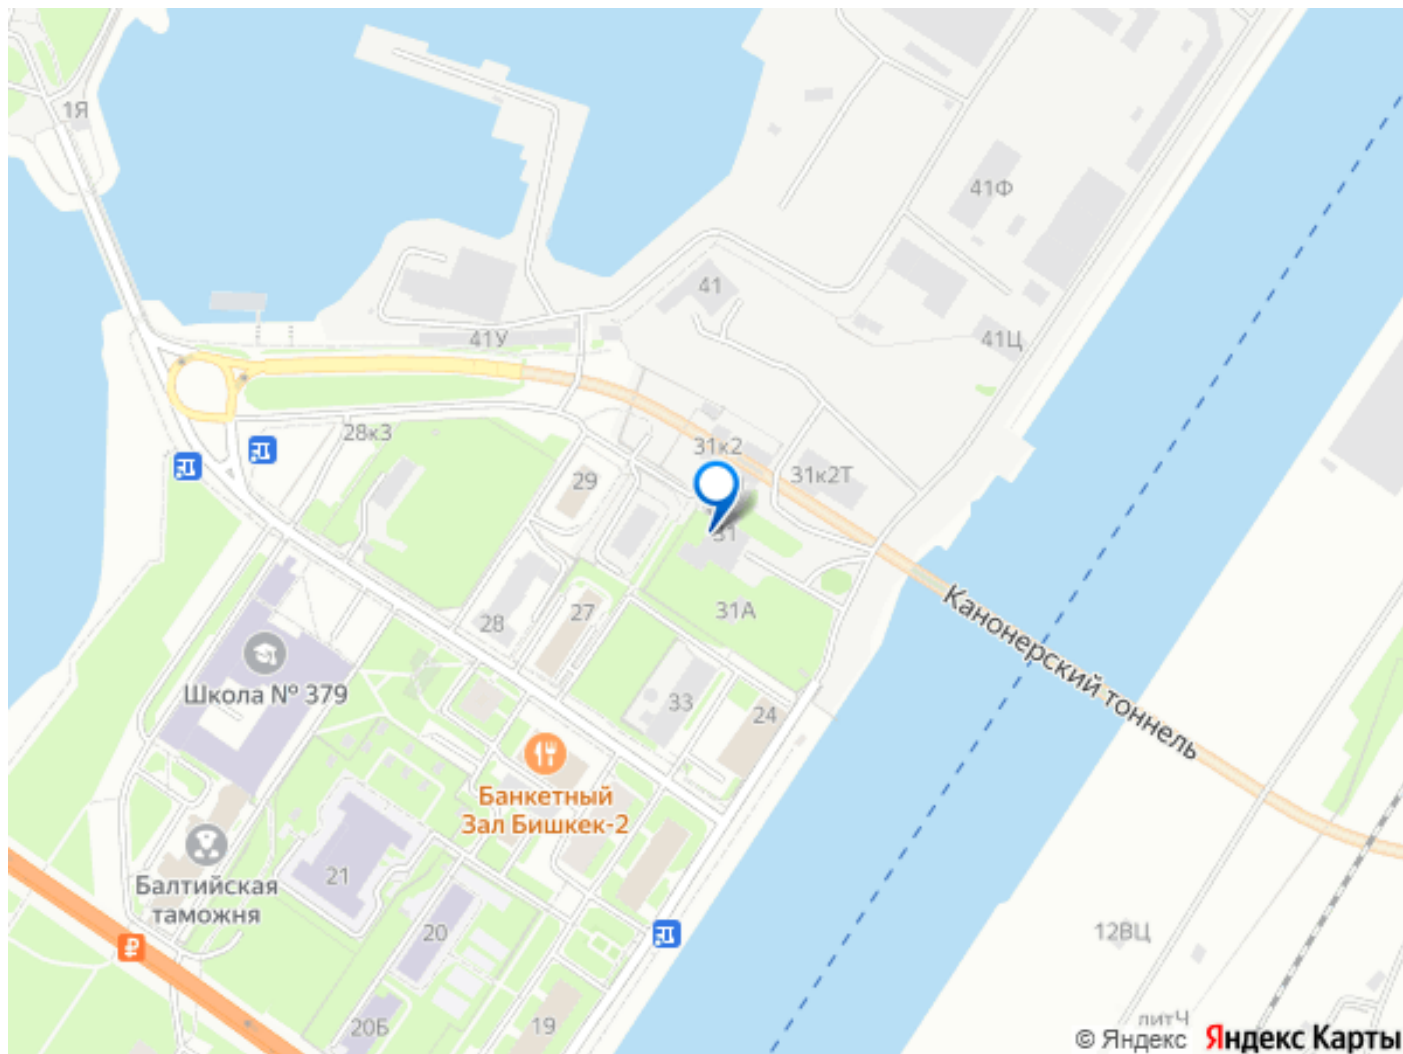 1Я
41Ф
41
41У
41Ц
28к3
31к2
31к2Т
29
31
Канонерский тоннель
31А
27
28
Школа № 379
33
24
Банкетный
Зал Бишкек-2
21
Балтийская
таможня
20
12ВЦ
20Б
19
литЧ
© Яндекс Яндекс Карты